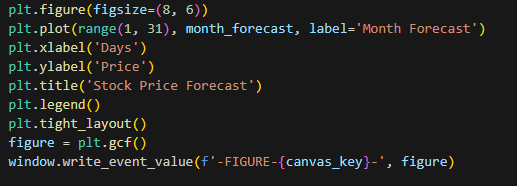 plt.figure(figsize=(8, 6))
plt.plot(range(1, 31), month_forecast, label='Month Forecast')
plt.xlabel('Days')
plt.ylabel('Price')
plt.title('Stock Price Forecast')
plt.legend()
plt.tight_layout()
figure = plt.gcf()
window.write_event_value(f'-FIGURE-{canvas_key}-', figure)